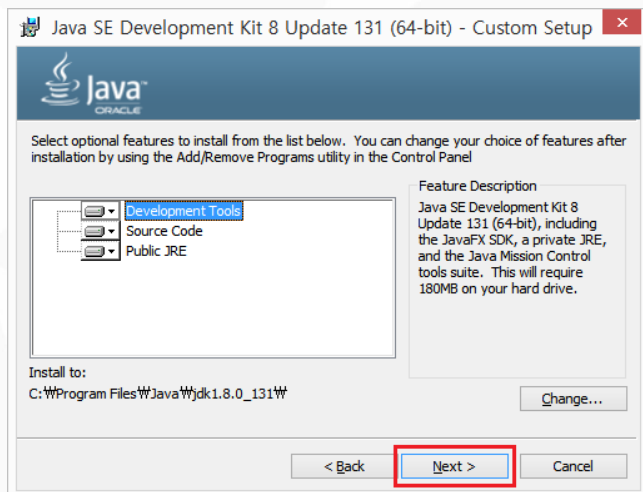 Java SE Development Kit 8 Update 131 (64-bit) - Custom Setup
Java™
ORACLE
Select optional features to install from the list below. You can change your choice of features after
installation by using the Add/Remove Programs utility in the Control Panel
Development Tools
Source Code
Public JRE
Feature Description
Java SE Development Kit 8
Update 131 (64-bit), including
the JavaFX SDK, a private JRE,
and the Java Mission Control
tools suite. This will require
180MB on your hard drive.
Install to:
C:₩Program Files₩Java₩jdk1.8.0_131₩
Change...
< Back
Next >
Cancel